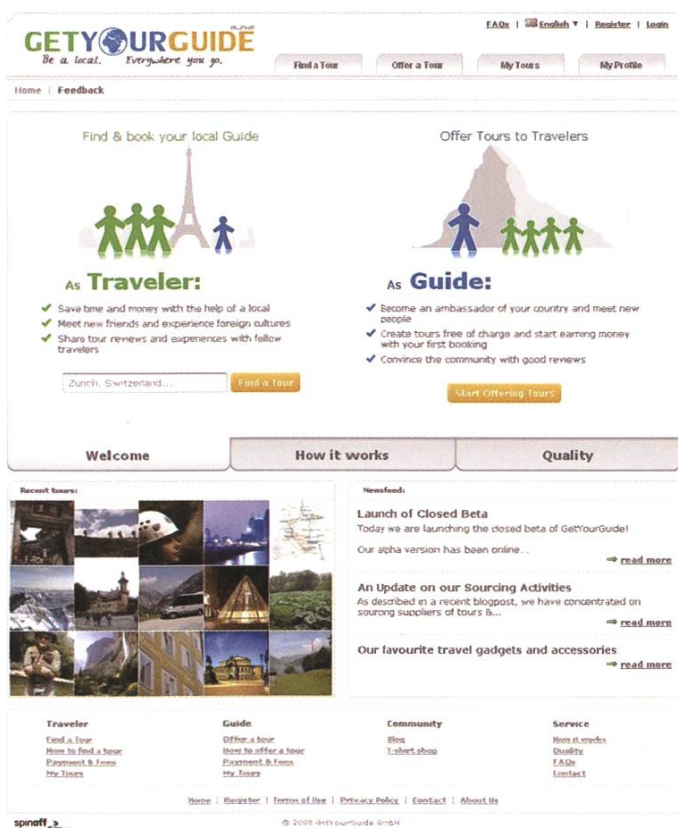 ALPHA
GETYOURGUIDE
Be a local. Everywhere you go.
FAQs | English ▼ | Register | Login
Find a Tour
Offer a Tour
My Tours
My Profile
Home | Feedback
Find & book your local Guide
As Traveler:
Save time and money with the help of a local
Meet new friends and experience foreign cultures
Share tour reviews and experiences with fellow
travelers
Zurich, Switzerland...
Find a Tour
Offer Tours to Travelers
As Guide:
Become an ambassador of your country and meet new
people
Create tours free of charge and start earning money
with your first booking
Convince the community with good reviews
Start Offering Tours
Welcome
How it works
Quality
Recent tours:
Newsfeed:
Launch of Closed Beta
Today we are launching the closed beta of GetYourGuide!
Our alpha version has been online...
read more
An Update on our Sourcing Activities
As described in a recent blogpost, we have concentrated on
sourcing suppliers of tours &...
read more
Our favourite travel gadgets and accessories
read more
Traveler
Find a tour
How to find a tour
Payment & Fees
My Tours
Guide
Offer a tour
How to offer a tour
Payment & Fees
My Tours
Community
Blog
T-shirt shop
Service
How it works
Quality
FAQs
Contact
Home | Register | Terms of Use | Privacy Policy | Contact | About Us
spinoff
GetYourGuide GmbH